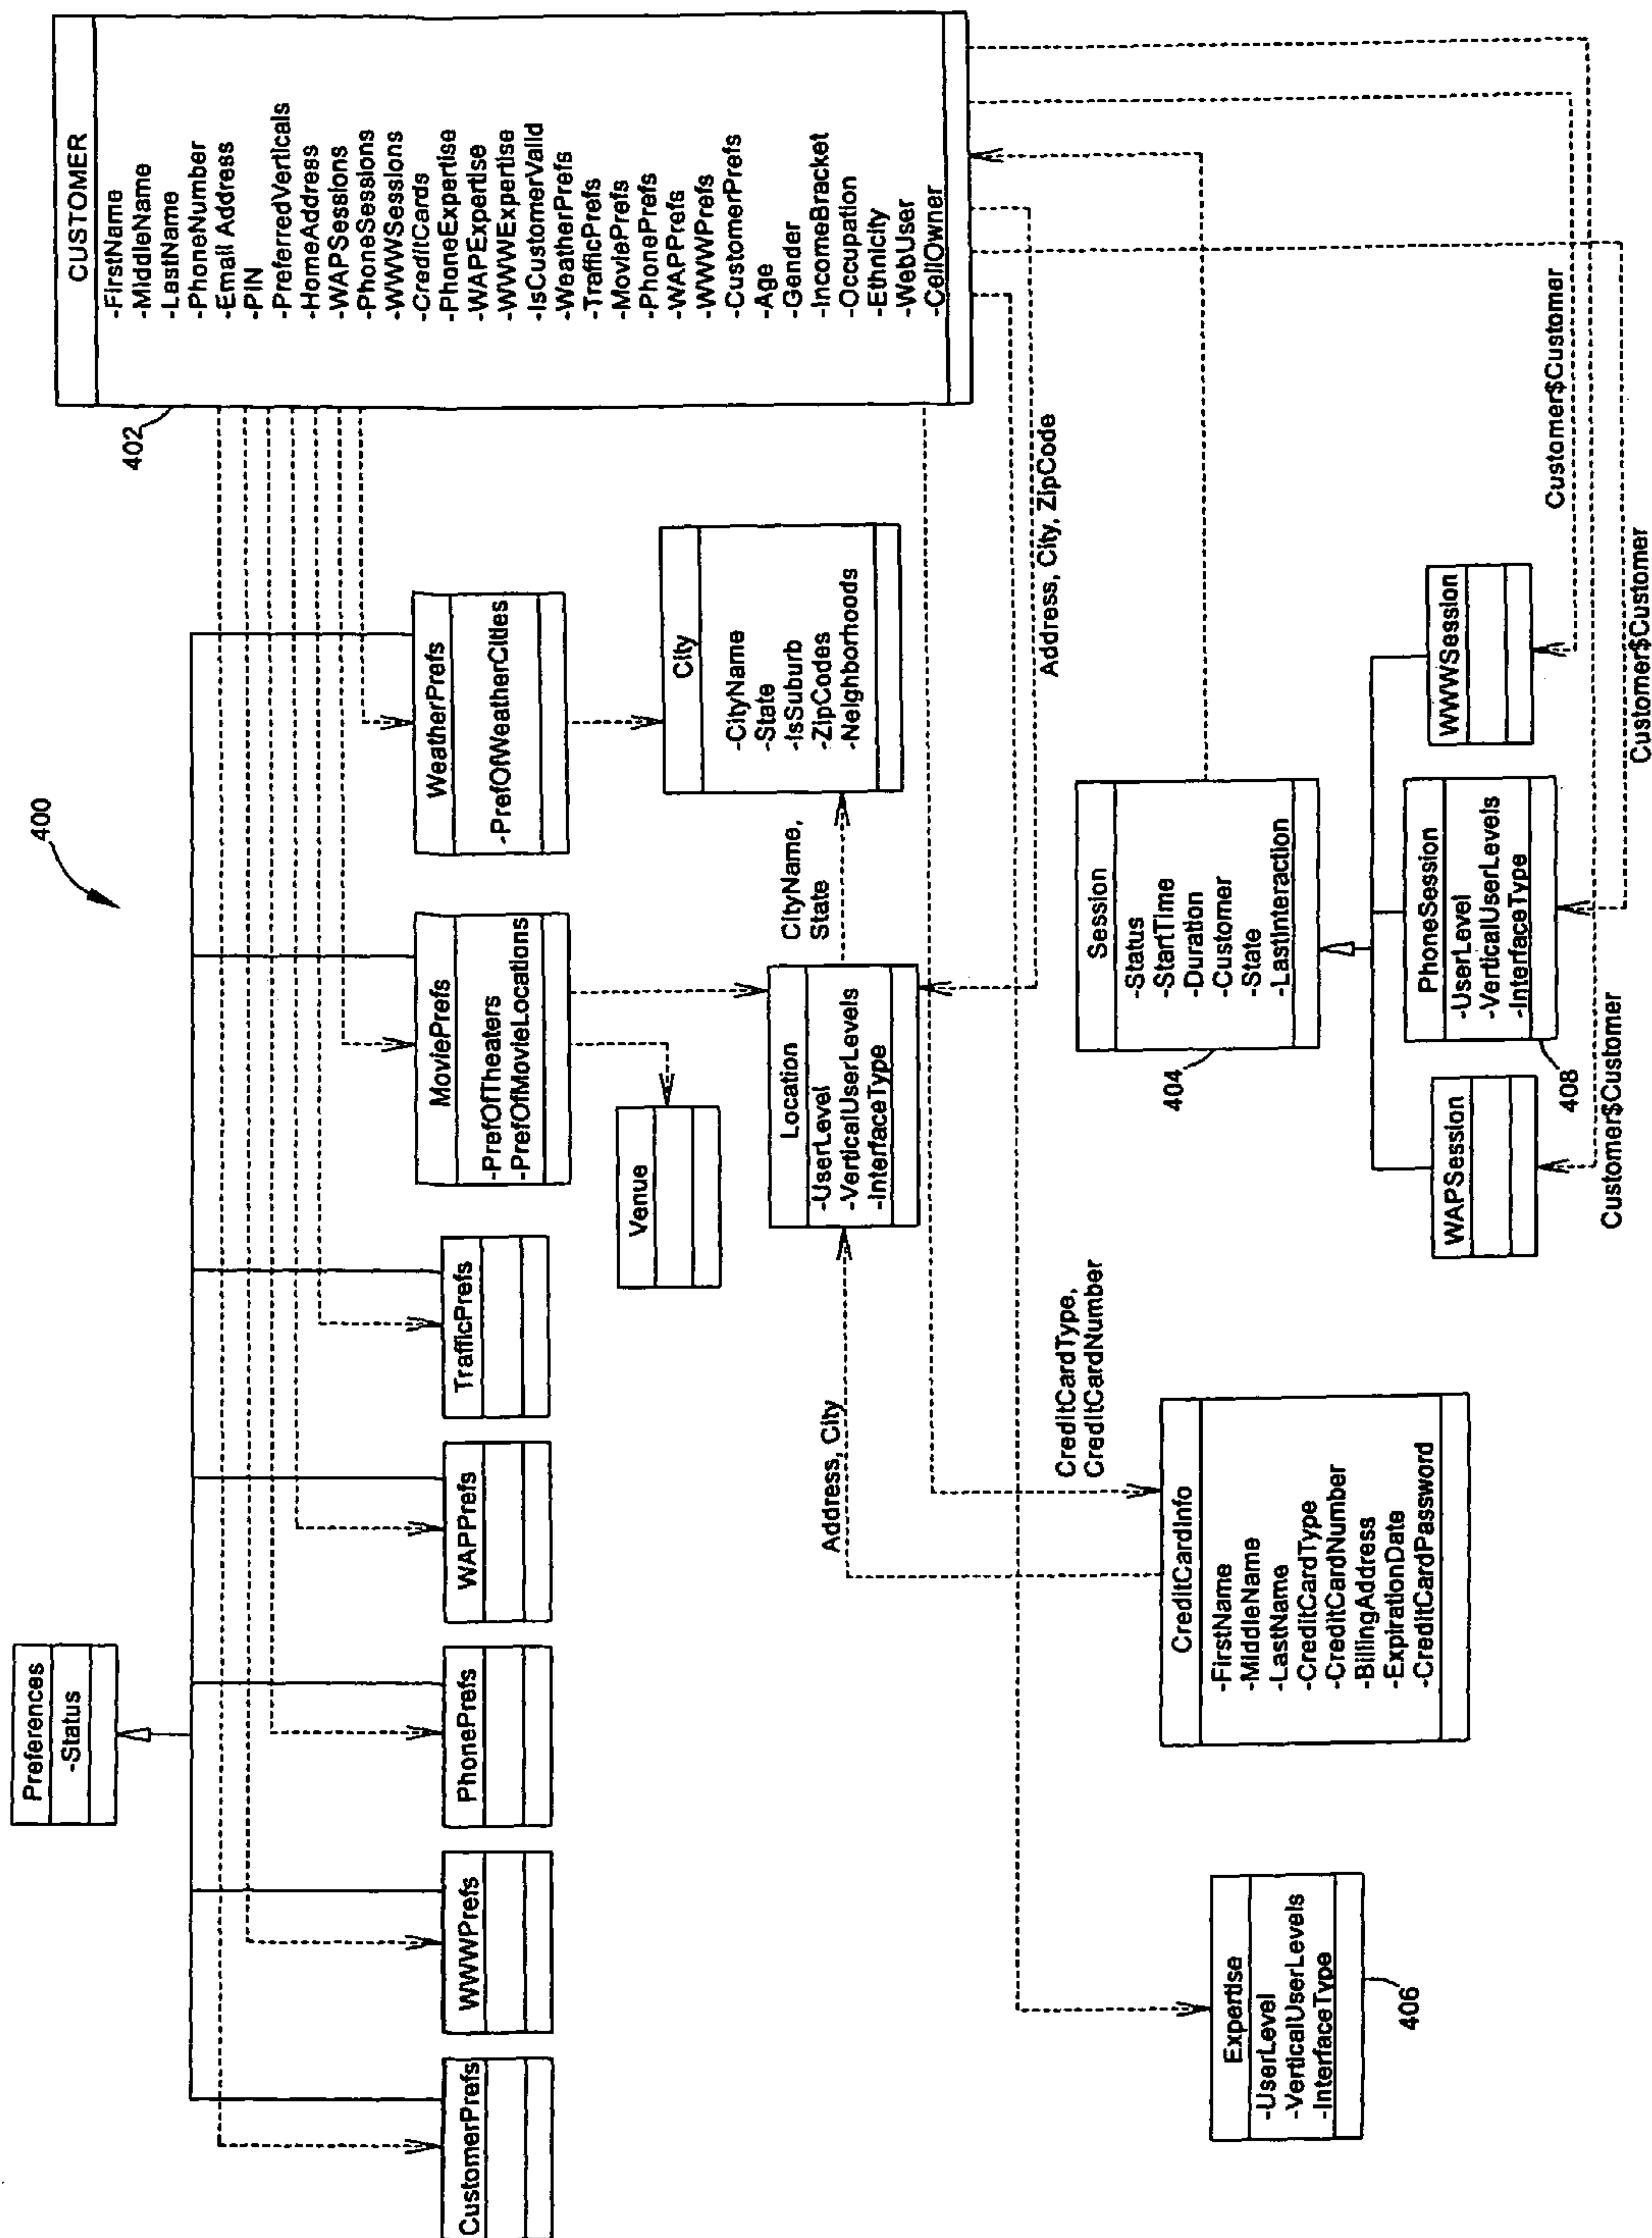 400
Preferences
-Status
CustomerPrefs
WWWPrefs
PhonePrefs
WAPPrefs
TrafficPrefs
MoviePrefs
-PrefOfTheaters
-PrefOfMovieLocations
WeatherPrefs
-PrefOfWeatherCities
402
CUSTOMER
-FirstName
-MiddleName
-LastName
-PhoneNumber
-Email Address
-PIN
-PreferredVerticals
-HomeAddress
-WAPSessions
-PhoneSessions
-WWWSessions
-CreditCards
-PhoneExpertise
-WAPExpertise
-WWWExpertise
-IsCustomerValid
-WeatherPrefs
-TrafficPrefs
-MoviePrefs
-PhonePrefs
-WAPPrefs
-WWWPrefs
-CustomerPrefs
-Age
-Gender
-IncomeBracket
-Occupation
-Ethnicity
-WebUser
-CellOwner
Venue
City
-CityName
-State
-IsSuburb
-ZipCodes
-Neighborhoods
CityName,
State
Location
-UserLevel
-VerticalUserLevels
-InterfaceType
Address, City
Address, City, ZipCode
CreditCardType,
CreditCardNumber
Expertise
-UserLevel
-VerticalUserLevels
-InterfaceType
406
CreditCardInfo
-FirstName
-MiddleName
-LastName
-CreditCardType
-CreditCardNumber
-BillingAddress
-ExpirationDate
-CreditCardPassword
Session
-Status
-StartTime
-Duration
-Customer
-State
-LastInteraction
404
WAPSession
PhoneSession
-UserLevel
-VerticalUserLevels
-InterfaceType
408
WWWSession
Customer$Customer
Customer$Customer
Customer$Customer